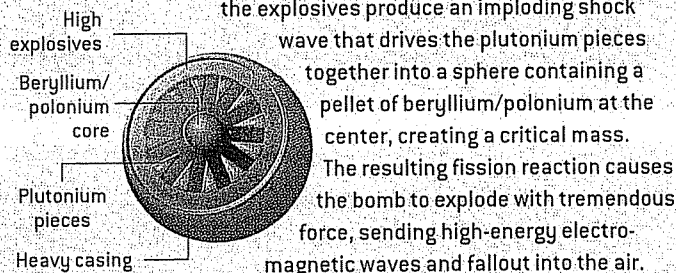 High
explosives
Beryllium/
polonium
core
Plutonium
pieces
Heavy casing
the explosives produce an imploding shock
wave that drives the plutonium pieces
together into a sphere containing a
pellet of beryllium/polonium at the
center, creating a critical mass.
The resulting fission reaction causes
the bomb to explode with tremendous
force, sending high-energy electro-
magnetic waves and fallout into the air.